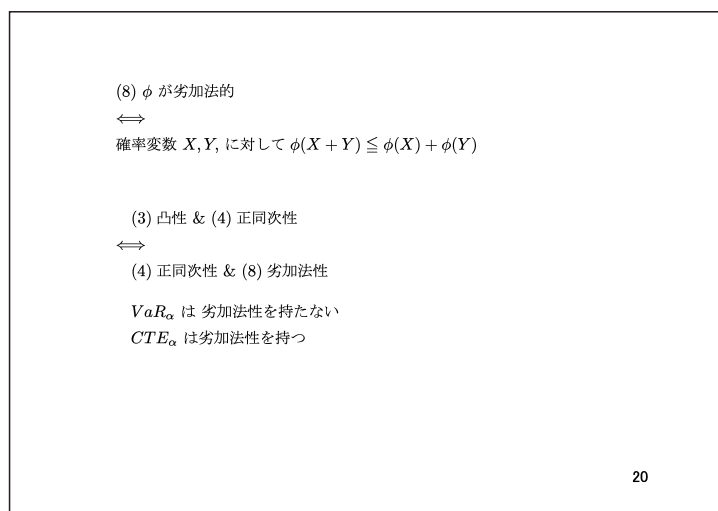 (8) ϕ が劣加法的
⟺
確率変数 X, Y, に対して ϕ(X + Y) ≦ ϕ(X) + ϕ(Y)
(3) 凸性 & (4) 正同次性
⟺
(4) 正同次性 & (8) 劣加法性
VaRα は 劣加法性を持たない
CTEα は劣加法性を持つ
20